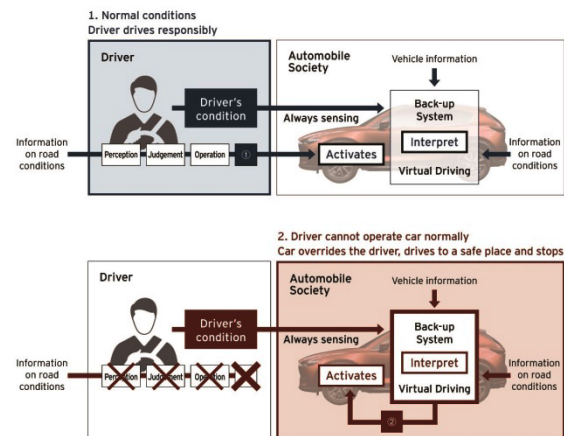 1. Normal conditions
Driver drives responsibly
Driver
Driver's
condition
Information
on road
conditions
Perception
Judgement
Operation
①
Automobile
Society
Vehicle information
Always sensing
Back-up
System
Interpret
Virtual Driving
Activates
Information
on road
conditions
2. Driver cannot operate car normally
Car overrides the driver, drives to a safe place and stops
Driver
Driver's
condition
Information
on road
conditions
Perception
Judgement
Operation
Automobile
Society
Vehicle information
Always sensing
Back-up
System
Interpret
Virtual Driving
Activates
Information
on road
conditions
②